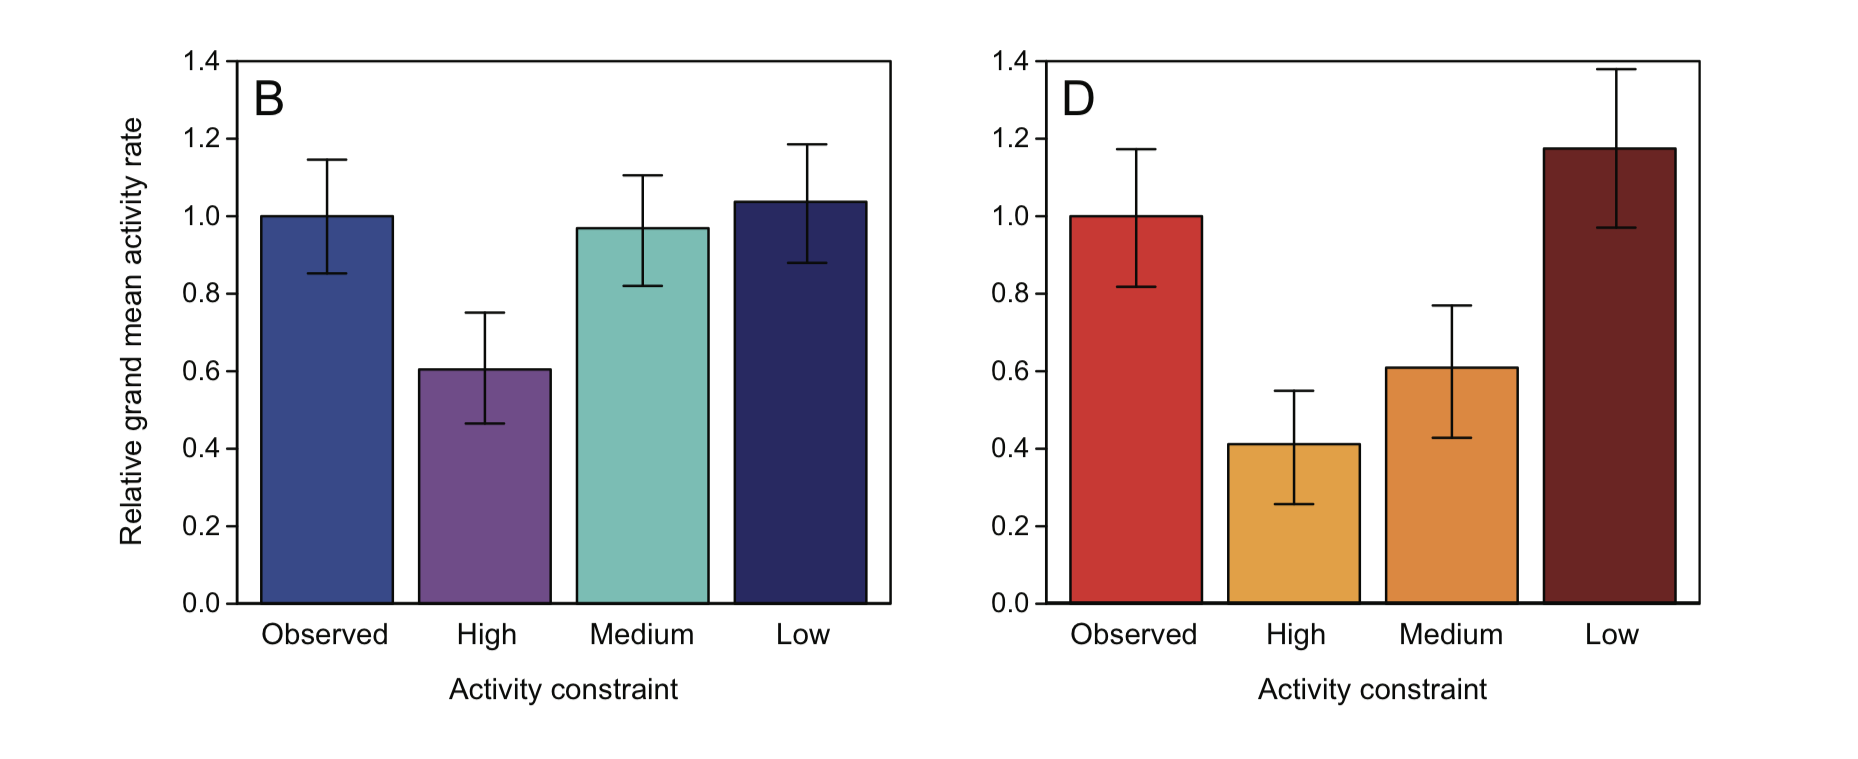 B
Relative grand mean activity rate
1.4
1.2
1.0
0.8
0.6
0.4
0.2
0.0
Observed High Medium Low
Activity constraint
D
1.4
1.2
1.0
0.8
0.6
0.4
0.2
0.0
Observed High Medium Low
Activity constraint